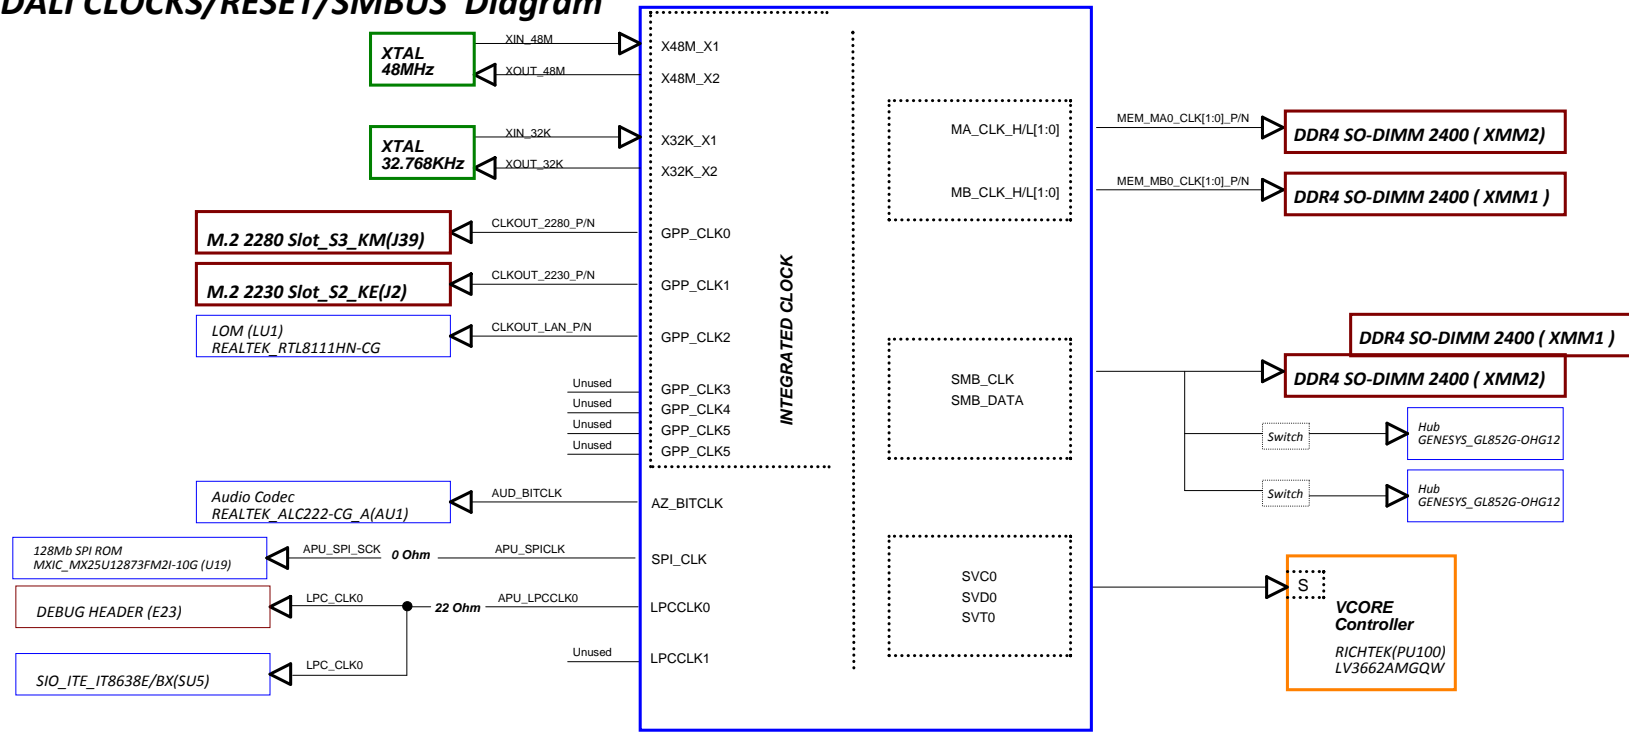 DALI CLOCKS/RESET/SMBUS Diagram
XTAL
48MHz
XIN_48M
XOUT_48M
X48M_X1
X48M_X2
XTAL
32.768KHz
XIN_32K
XOUT_32K
X32K_X1
X32K_X2
M.2 2280 Slot_S3_KM(J39)
CLKOUT_2280_P/N
GPP_CLK0
M.2 2230 Slot_S2_KE(J2)
CLKOUT_2230_P/N
GPP_CLK1
LOM (LU1)
REALTEK_RTL8111HN-CG
CLKOUT_LAN_P/N
GPP_CLK2
Unused
GPP_CLK3
Unused
GPP_CLK4
Unused
GPP_CLK5
Unused
GPP_CLK5
Audio Codec
REALTEK_ALC222-CG_A(AU1)
AUD_BITCLK
AZ_BITCLK
128Mb SPI ROM
MXIC_MX25U12873FM2I-10G (U19)
APU_SPI_SCK
0 Ohm
APU_SPICLK
SPI_CLK
DEBUG HEADER (E23)
LPC_CLK0
22 Ohm
APU_LPCCLK0
LPCCLK0
SIO_ITE_IT8638E/BX(SU5)
LPC_CLK0
Unused
LPCCLK1
INTEGRATED CLOCK
MA_CLK_H/L[1:0]
MEM_MA0_CLK[1:0]_P/N
DDR4 SO-DIMM 2400 ( XMM2)
MB_CLK_H/L[1:0]
MEM_MB0_CLK[1:0]_P/N
DDR4 SO-DIMM 2400 ( XMM1 )
SMB_CLK
SMB_DATA
DDR4 SO-DIMM 2400 ( XMM1 )
DDR4 SO-DIMM 2400 ( XMM2)
Switch
Hub
GENESYS_GL852G-OHG12
Switch
Hub
GENESYS_GL852G-OHG12
SVC0
SVD0
SVT0
S
VCORE
Controller
RICHTEK(PU100)
LV3662AMGQW